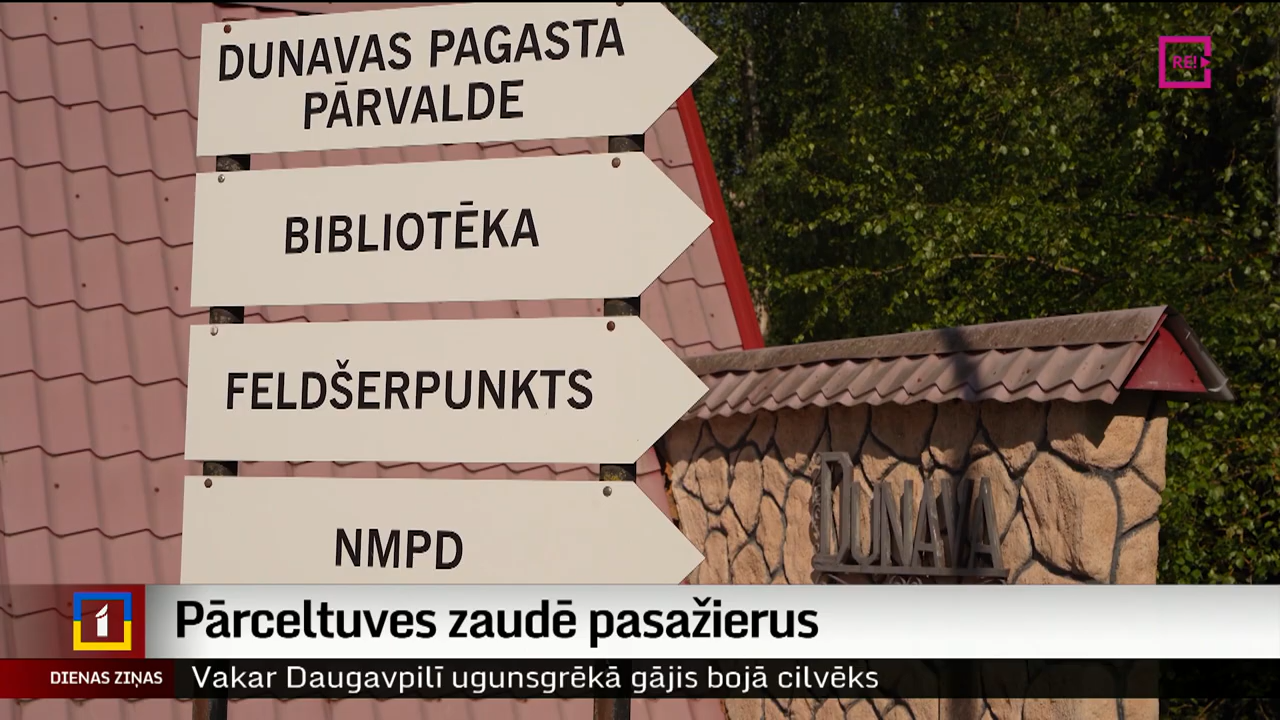 DUNAVAS PAGASTA
PĀRVALDE
RE!
BIBLIOTĒKA
FELDŠERPUNKTS
DUNAVA
NMPD
1
Pārceltuves zaudē pasažierus
DIENAS ZIŅAS
Vakar Daugavpilī ugunsgrēkā gājis bojā cilvēks